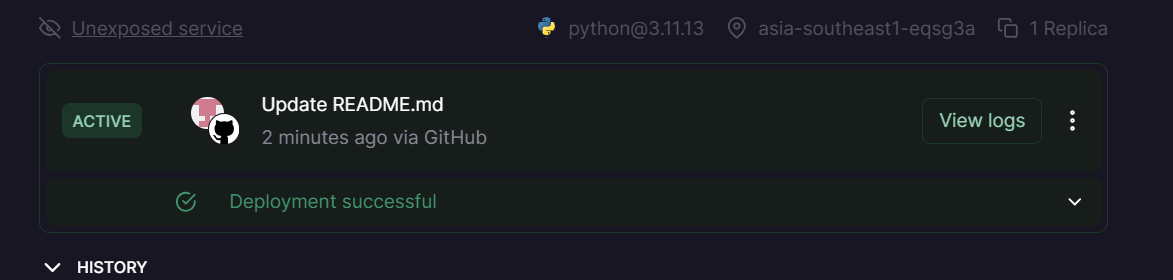 Unexposed service python@3.11.13 asia-southeast1-eqsg3a 1 Replica
ACTIVE Update README.md View logs
2 minutes ago via GitHub
Deployment successful
HISTORY